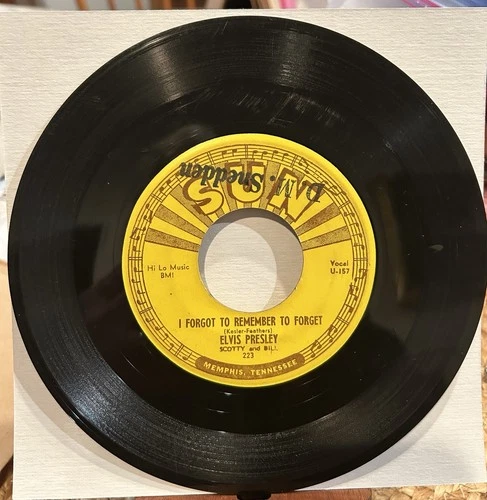 D. M. Snedden
SUN
Hi Lo Music
BMI
Vocal
U-157
I FORGOT TO REMEMBER TO FORGET
(Kesler-Feathers)
ELVIS PRESLEY
SCOTTY and BILL
223
MEMPHIS, TENNESSEE